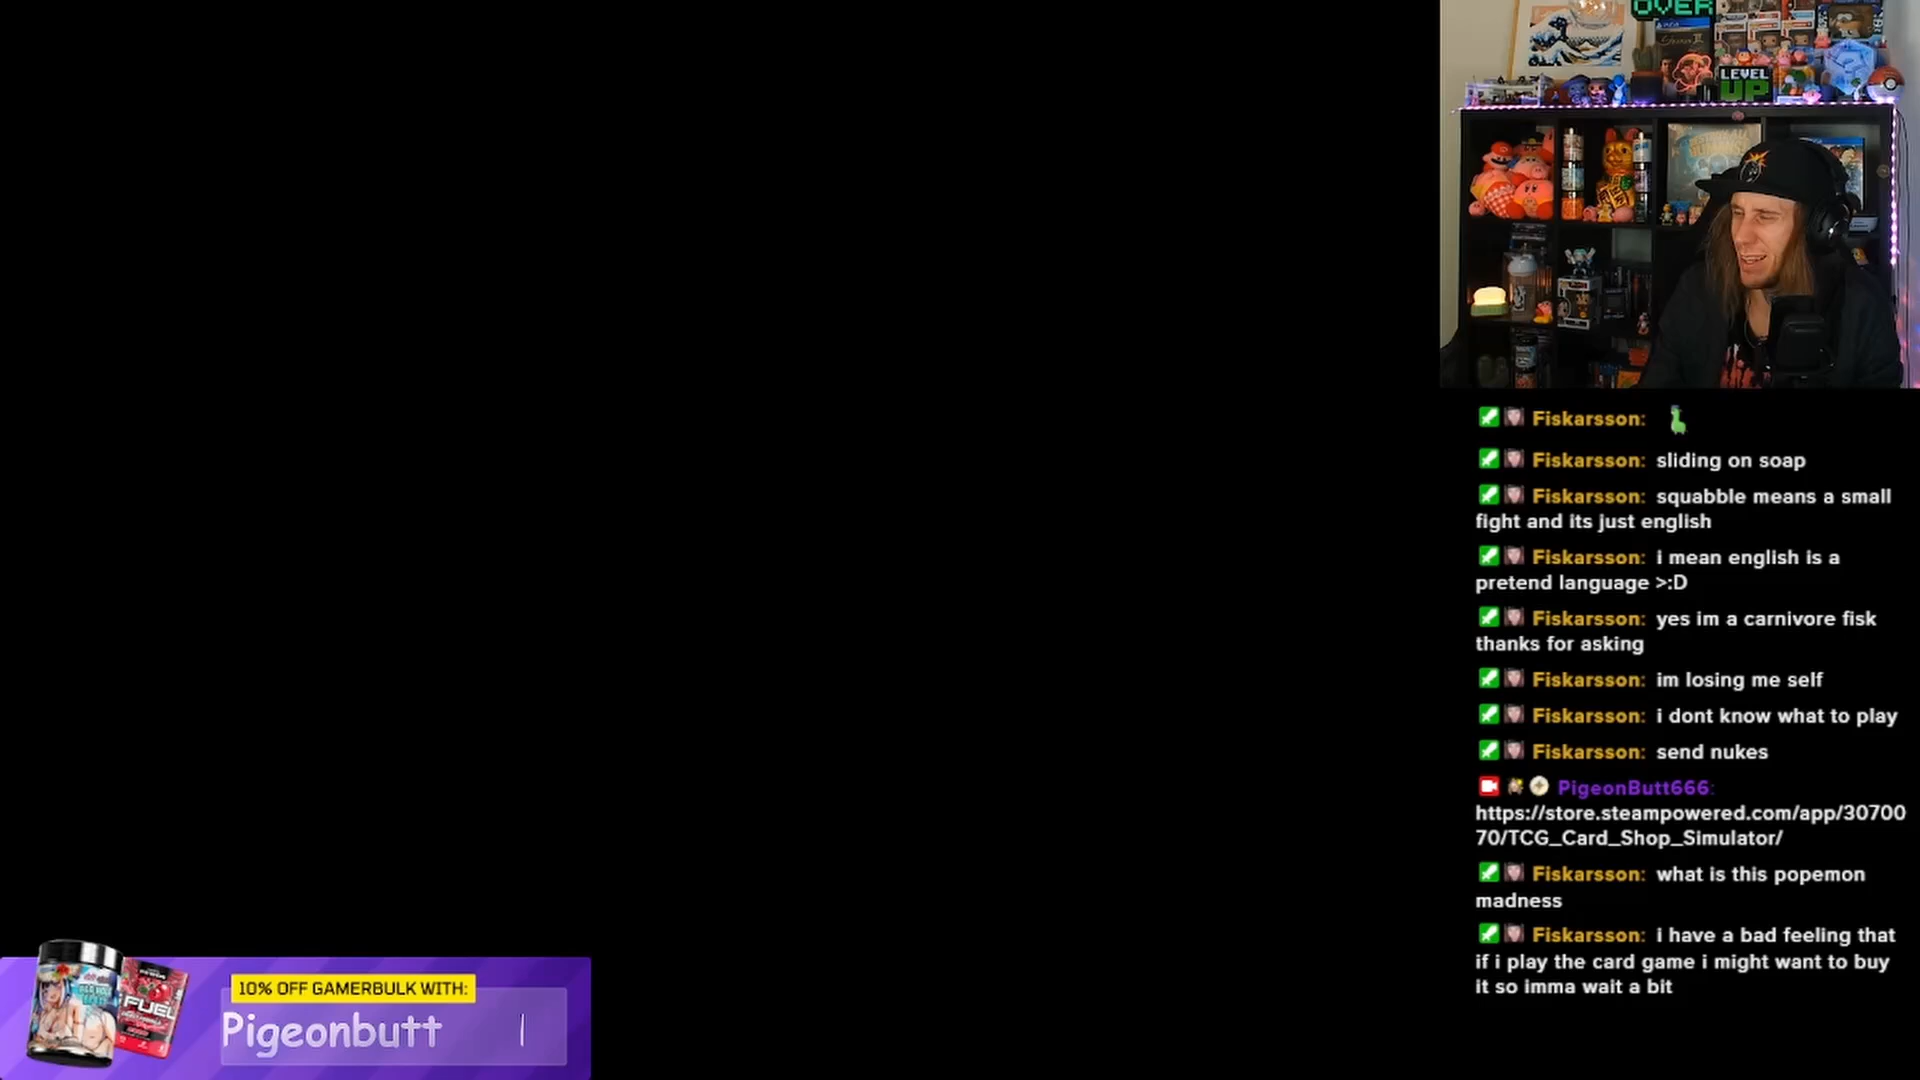 OVER
LEVEL
UP
Fiskarsson:
Fiskarsson: sliding on soap
Fiskarsson: squabble means a small
fight and its just english
Fiskarsson: i mean english is a
pretend language >:D
Fiskarsson: yes im a carnivore fisk
thanks for asking
Fiskarsson: im losing me self
Fiskarsson: i dont know what to play
Fiskarsson: send nukes
PigeonButt666:
https://store.steampowered.com/app/30700
70/TCG_Card_Shop_Simulator/
Fiskarsson: what is this popemon
madness
Fiskarsson: i have a bad feeling that
if i play the card game i might want to buy
it so imma wait a bit
FUEL
10% OFF GAMERBULK WITH:
Pigeonbutt